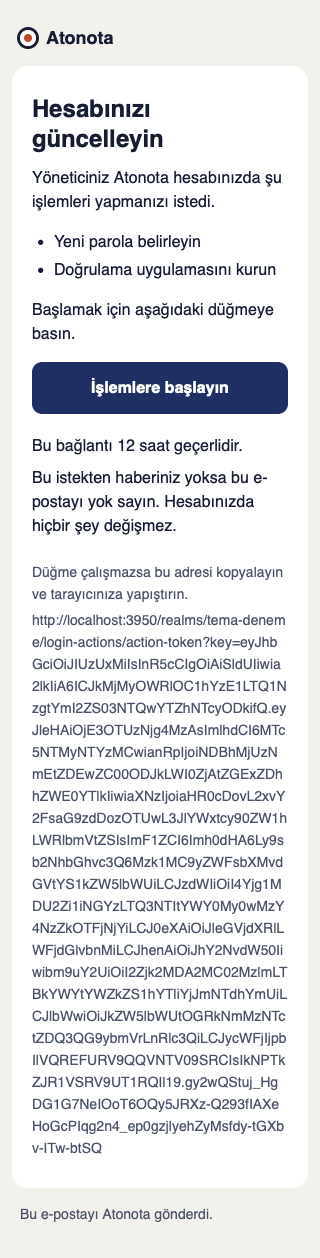 Atonota
Hesabınızı
güncelleyin
Yöneticiniz Atonota hesabınızda şu
işlemleri yapmanızı istedi.
• Yeni parola belirleyin
• Doğrulama uygulamasını kurun
Başlamak için aşağıdaki düğmeye
basın.
İşlemlere başlayın
Bu bağlantı 12 saat geçerlidir.
Bu istekten haberiniz yoksa bu e-
postayı yok sayın. Hesabınızda
hiçbir şey değişmez.
Düğme çalışmazsa bu adresi kopyalayın
ve tarayıcınıza yapıştırın.
http://localhost:3950/realms/tema-denem
e/login-actions/action-token?key=eyJhb
GciOiJIUzUxMiIsInR5cCIgOiAiSldUIiwia
2lkIiA6ICJkMjMyOWRlOC1hYzE1LTQ1N
zgtYmI2ZS03NTQwYTZhNTcyODkifQ.ey
JleHAiOjE3OTUzNjg4MzAsImlhdCI6MTc
5NTMyNTYzMCwianRpIjoiNDBhMjUzN
mEtZDEwZC00ODJkLWI0ZjAtZGExZDh
hZWE0YTlkIiwiaXNzIjoiaHR0cDovL2xvY
2FsaG9zdDozOTUwL3JlYWxtcy90ZW1h
LWRlbmVtZSIsImF1ZCI6Imh0dHA6Ly9s
b2NhbGhvc3Q6Mzk1MC9yZWFsbXMvd
GVtYS1kZW5lbWUiLCJzdWIiOiI4Yjg1M
DU2Zi1iNGYzLTQ3NTItYWY0My0wMzY
4NzZkOTFjNjYiLCJ0eXAiOiJleGVjdXRlL
WFjdGlvbnMiLCJhenAiOiJhY2NvdW50Ii
wibm9uY2UiOiI2Zjk2MDA2MC02MzlmLT
BkYWYtYWZkZS1hYTliYjJmNTdhYmUiL
CJlbWwiOiJkZW5lbWUtOGRkNmMzNTc
tZDQ3QG9ybmVrLnRlc3QiLCJycWFjIjpb
IlVQREFURV9QQVNTV09SRCIsIkNPTk
ZJR1VSRV9UT1RQIl19.gy2wQStuj_Hg
DG1G7NeIOoT6OQy5JRXz-Q293fIAXe
HoGcPIqg2n4_ep0gzjlyehZyMsfdy-tGXb
v-ITw-btSQ
Bu e-postayı Atonota gönderdi.